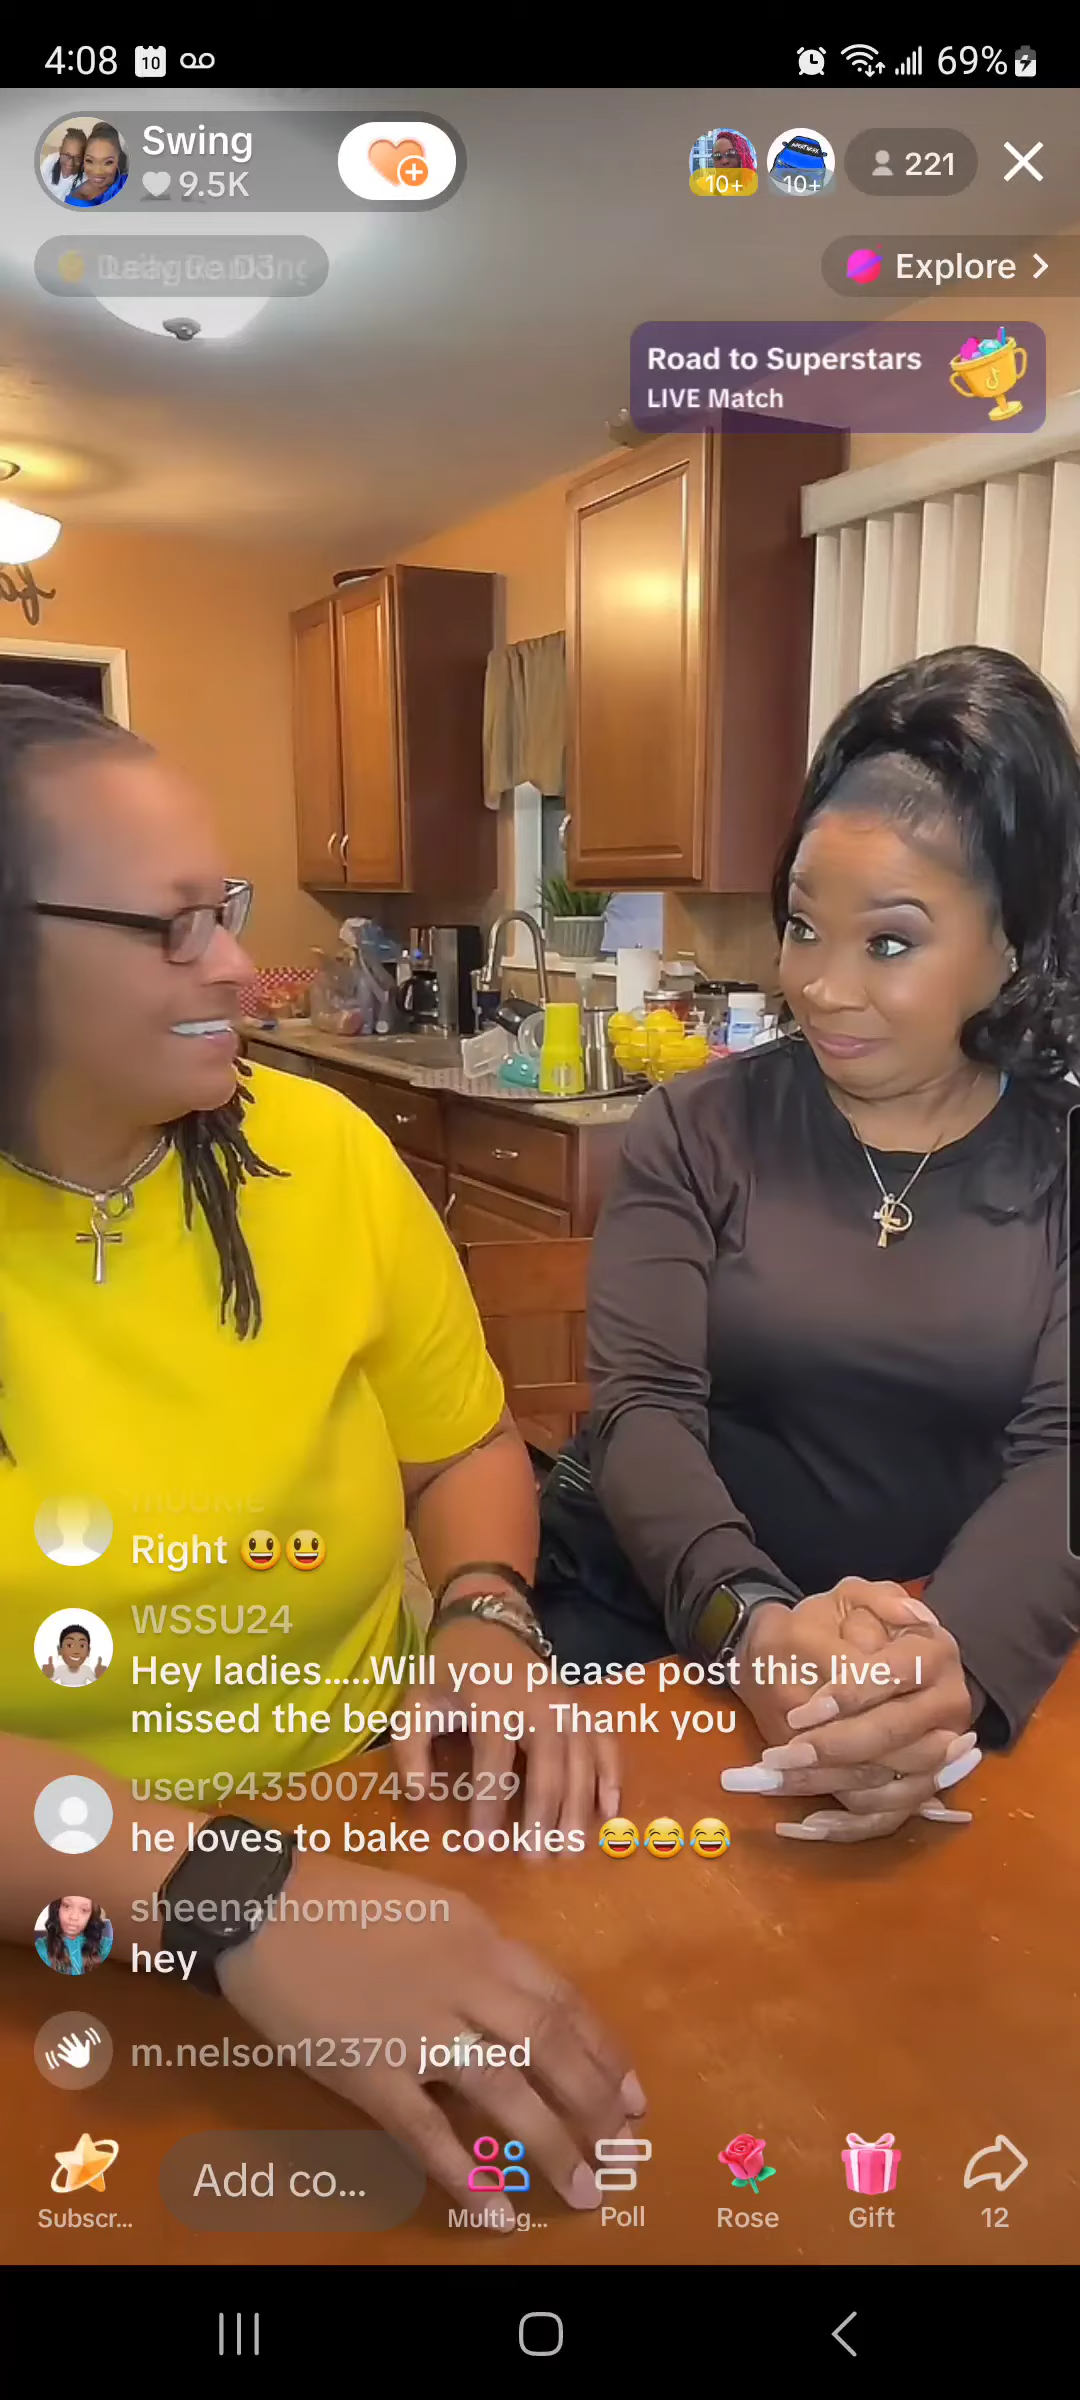 4:08
10
69%
Swing
9.5K
10+
10+
221
Explore
Road to Superstars
LIVE Match
mookie
Right 😃😃
WSSU24
Hey ladies.....Will you please post this live. I
missed the beginning. Thank you
user9435007455629
he loves to bake cookies 😂😂😂
sheenathompson
hey
m.nelson12370 joined
Subscr...
Add co...
Multi-g...
Poll
Rose
Gift
12